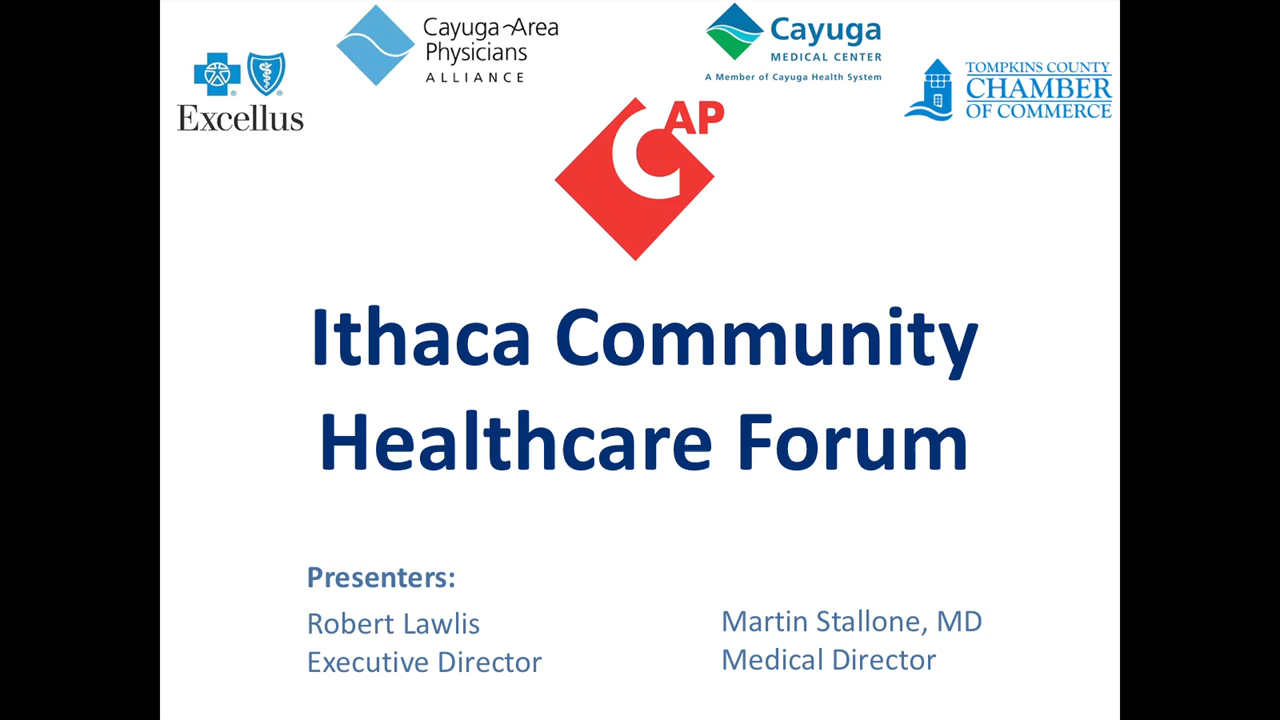 Excellus
Cayuga~Area
Physicians
ALLIANCE
Cayuga
MEDICAL CENTER
A Member of Cayuga Health System
TOMPKINS COUNTY
CHAMBER
OF COMMERCE
CAP
Ithaca Community
Healthcare Forum
Presenters:
Robert Lawlis
Executive Director
Martin Stallone, MD
Medical Director